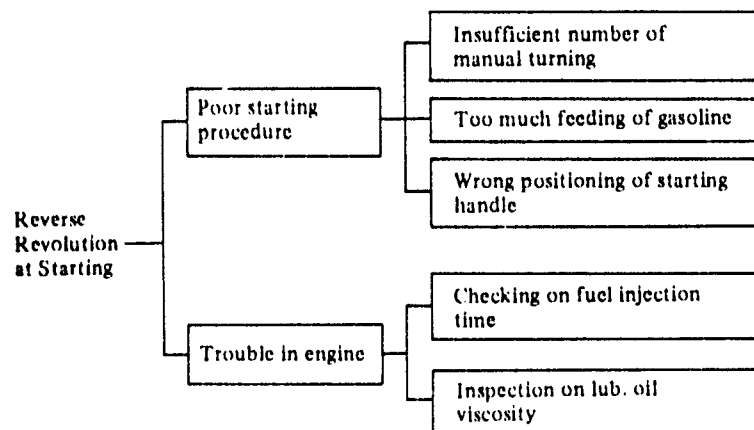 Reverse
Revolution
at Starting
Poor starting
procedure
Insufficient number of
manual turning
Too much feeding of gasoline
Wrong positioning of starting
handle
Trouble in engine
Checking on fuel injection
time
Inspection on lub. oil
viscosity